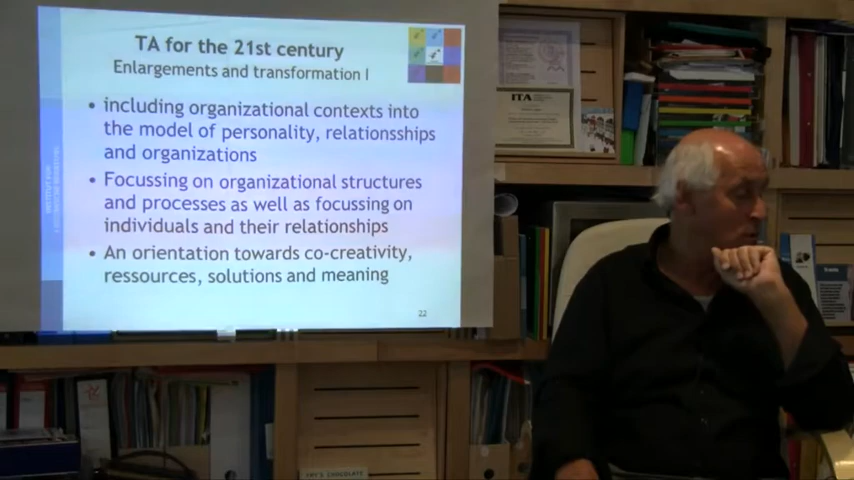 TA for the 21st century
Enlargements and transformation I
• including organizational contexts into
the model of personality, relationsships
and organizations
• Focussing on organizational structures
and processes as well as focussing on
individuals and their relationships
• An orientation towards co-creativity,
ressources, solutions and meaning
22
ITA